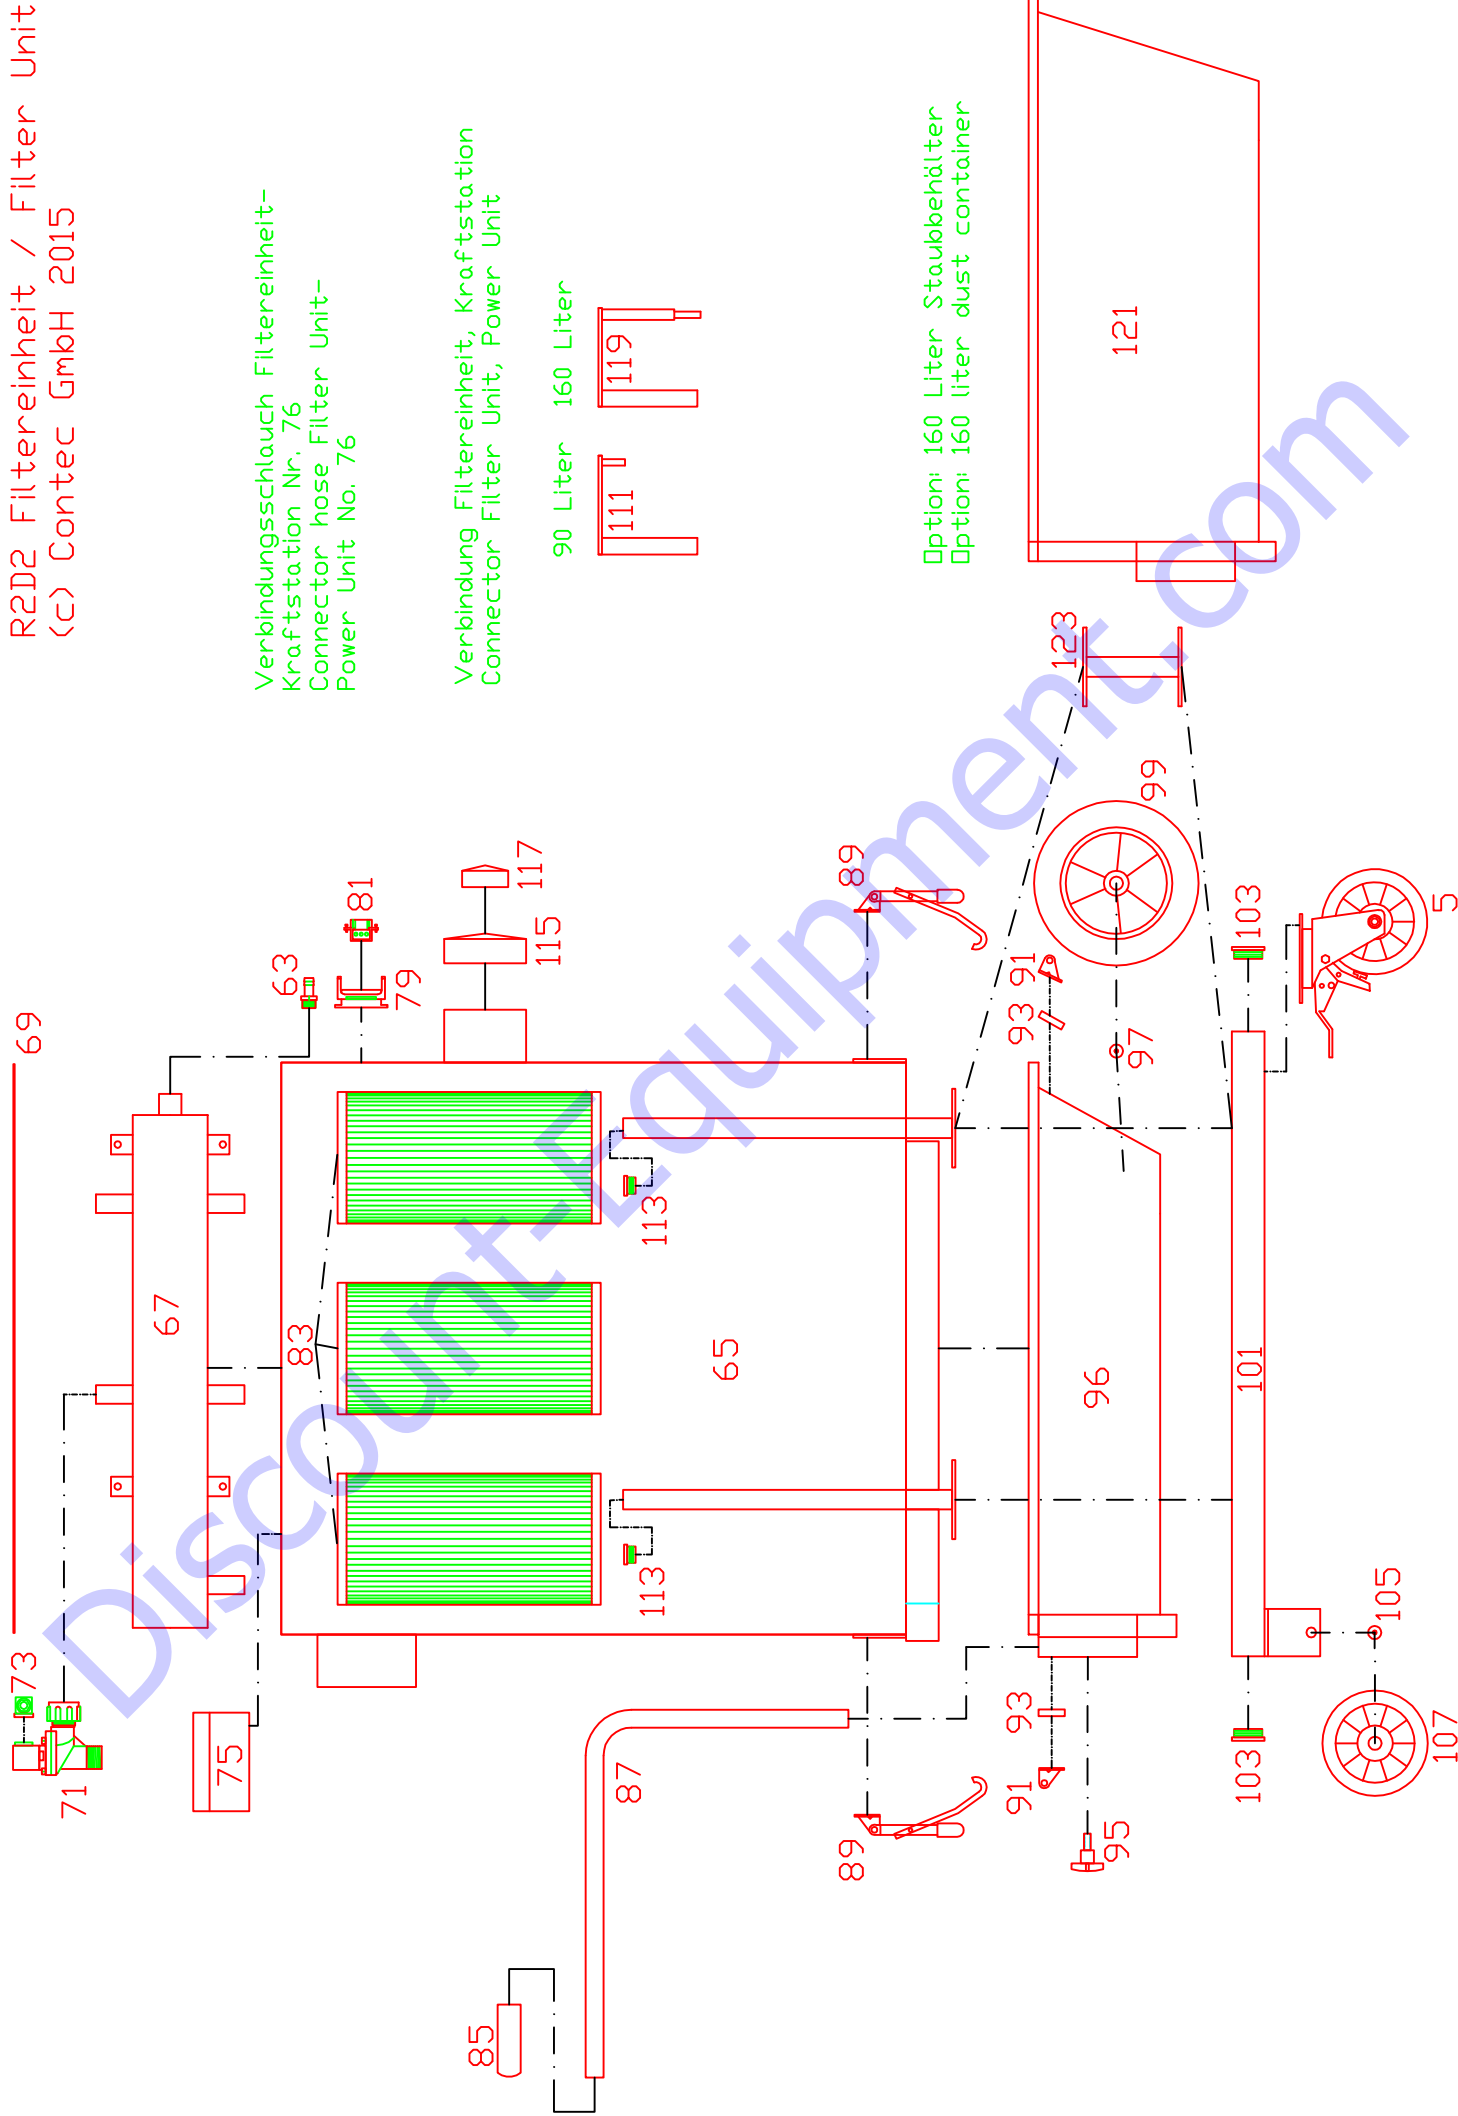 R2D2 Filtereinheit / Filter Unit
(c) Contec GmbH 2015
Verbindungsschlauch Filtereinheit-
Kraftstation Nr. 76
Connector hose Filter Unit-
Power Unit No. 76
Verbindung Filtereinheit, Kraftstation
Connector Filter Unit, Power Unit
90 Liter 160 Liter
111 119
Option: 160 Liter Staubbehälter
Option: 160 liter dust container
121
123
69
73
71
67
63
81
79
75
83
117
115
65
113
113
85
87
89
89
91
93
99
97
96
93
91
95
101
103
103
5
105
107
Discount-Equipment.com